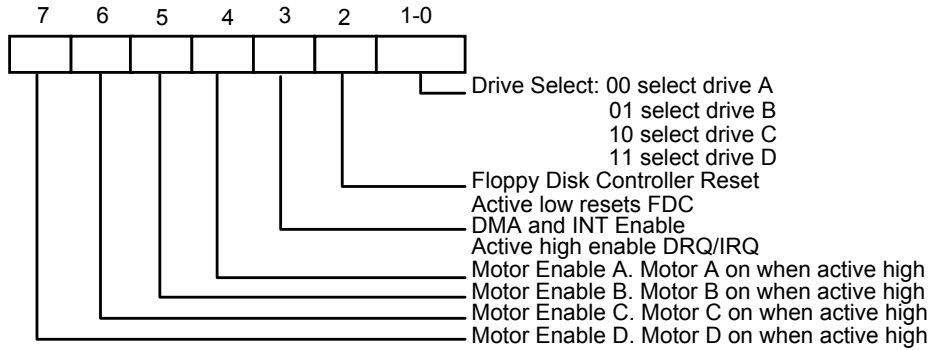 7 6 5 4 3 2 1-0
Drive Select: 00 select drive A
01 select drive B
10 select drive C
11 select drive D
Floppy Disk Controller Reset
Active low resets FDC
DMA and INT Enable
Active high enable DRQ/IRQ
Motor Enable A. Motor A on when active high
Motor Enable B. Motor B on when active high
Motor Enable C. Motor C on when active high
Motor Enable D. Motor D on when active high